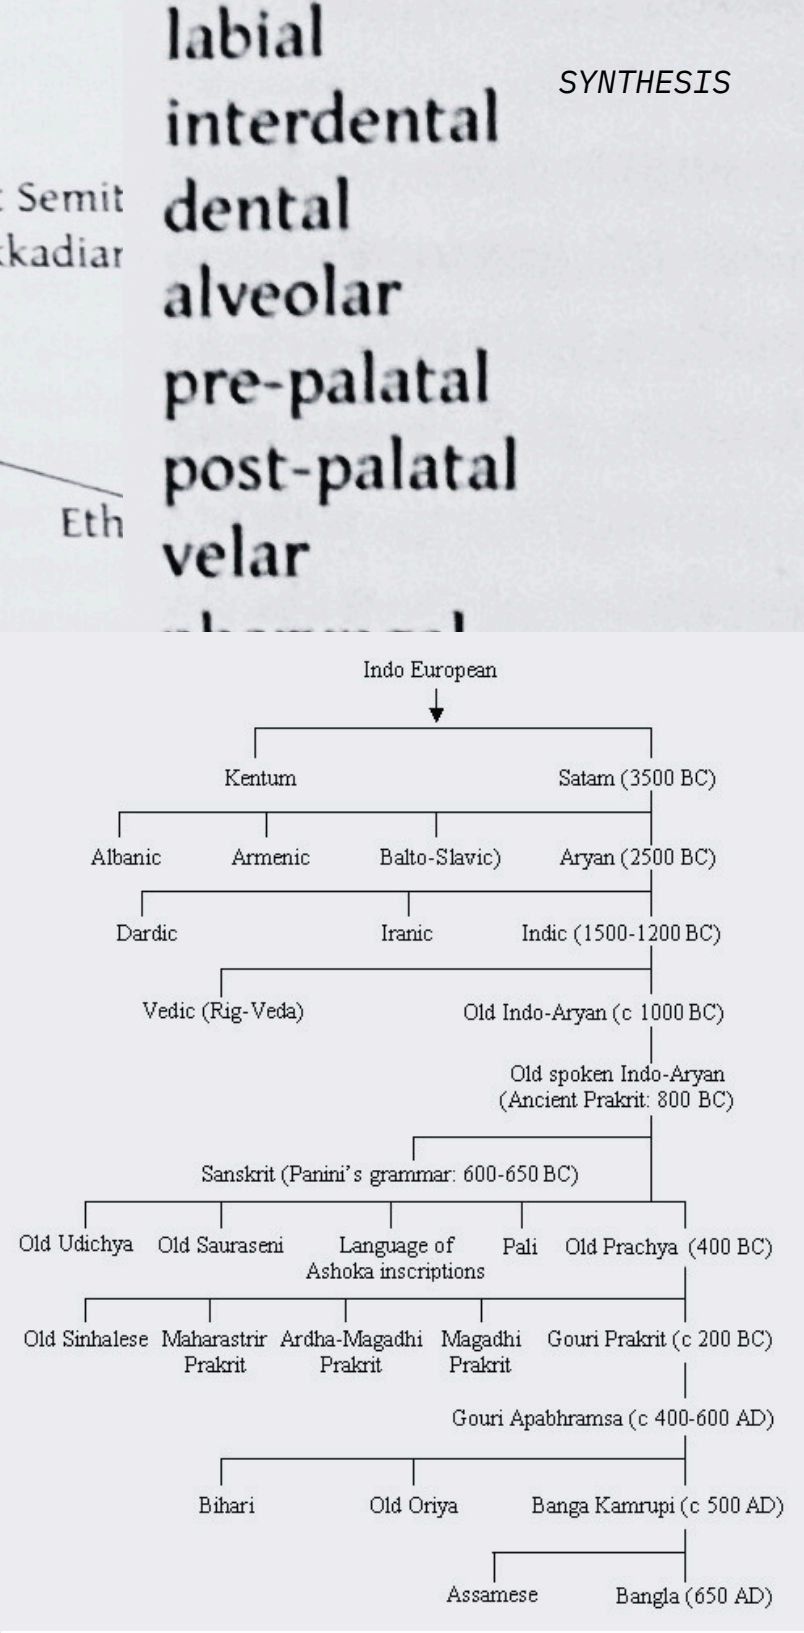 labial
SYNTHESIS
interdental
Semit
dental
alveolar
pre-palatal
post-palatal
Eth
velar
Indo European
Kentum Satam (3500 BC)
Albanic Armenic Balto-Slavic) Aryan (2500 BC)
Dardic Iranic Indic (1500-1200 BC)
Vedic (Rig-Veda) Old Indo-Aryan (c 1000 BC)
Old spoken Indo-Aryan
(Ancient Prakrit: 800 BC)
Sanskrit (Panini's grammar: 600-650 BC)
Old Udichya Old Sauraseni Language of Pali Old Prachya (400 BC)
Ashoka inscriptions
Old Sinhalese Maharastrir Ardha-Magadhi Magadhi Gouri Prakrit (c 200 BC)
Prakrit Prakrit Prakrit
Gouri Apabhramsa (c 400-600 AD)
Bihari Old Oriya Banga Kamrupi (c 500 AD)
Assamese Bangla (650 AD)